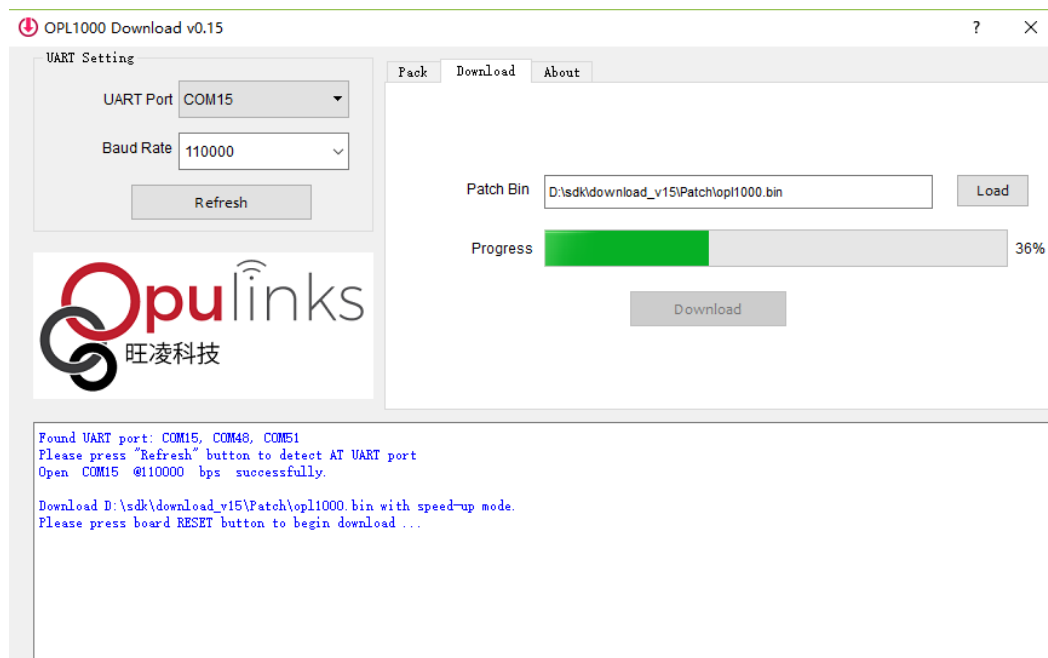 OPL1000 Download v0.15
UART Setting
UART Port COM15
Baud Rate 110000
Refresh
Opulinks
旺凌科技
Pack Download About
Patch Bin D:\sdk\download_v15\Patch\opl1000.bin Load
Progress 36%
Download
Found UART port: COM15, COM48, COM51
Please press "Refresh" button to detect AT UART port
Open COM15 @110000 bps successfully.
Download D:\sdk\download_v15\Patch\opl1000.bin with speed-up mode.
Please press board RESET button to begin download ...